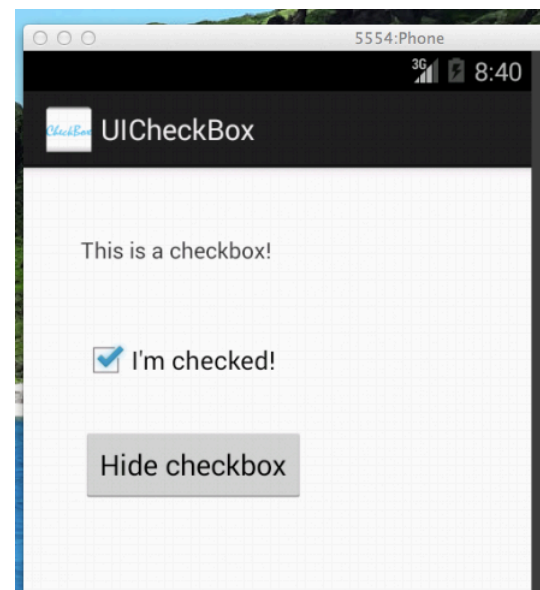 5554:Phone
3G 8:40
CheckBox UICheckBox
This is a checkbox!
I'm checked!
Hide checkbox